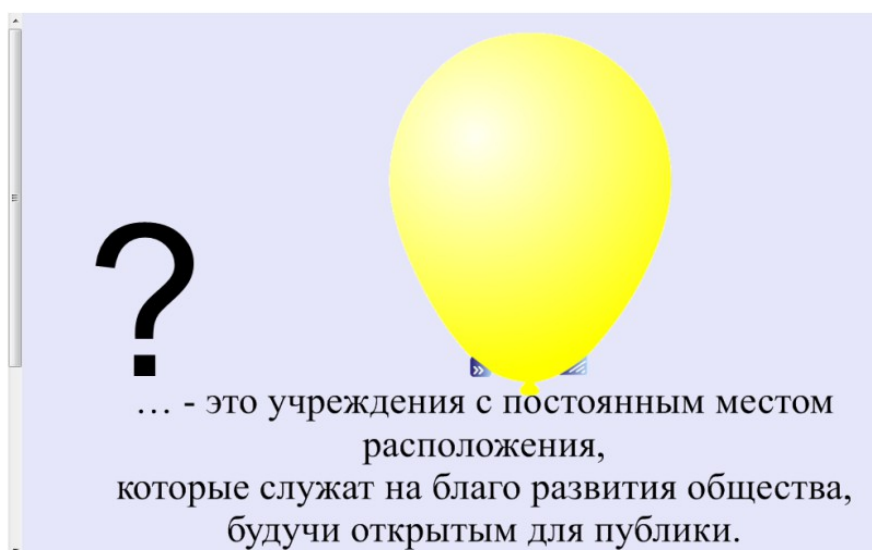 ?
… - это учреждения с постоянным местом
расположения,
которые служат на благо развития общества,
будучи открытым для публики.